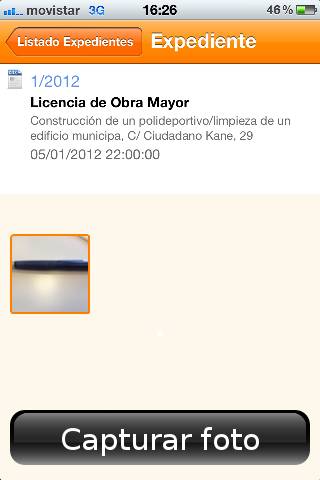 movistar 3G 16:26 46 %
Listado Expedientes Expediente
1/2012
Licencia de Obra Mayor
Construcción de un polideportivo/limpieza de un
edificio municipa, C/ Ciudadano Kane, 29
05/01/2012 22:00:00
Capturar foto